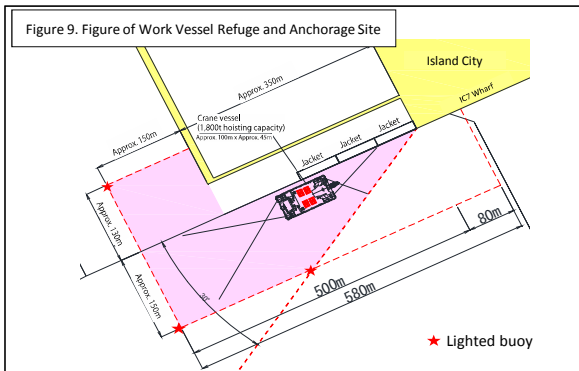 Figure 9. Figure of Work Vessel Refuge and Anchorage Site
Island City
IC7 Wharf
Approx. 350m
Approx. 150m
Crane vessel
(1,800t hoisting capacity)
Approx. 100m x Approx. 45m
Jacket
Jacket
Jacket
Approx. 130m
Approx. 150m
30°
80m
500m
580m
★ Lighted buoy